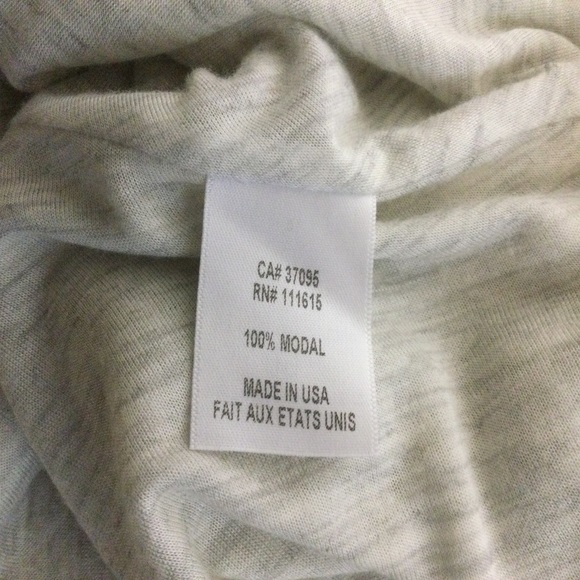 CA# 37095
RN# 111615
100% MODAL
MADE IN USA
FAIT AUX ETATS UNIS